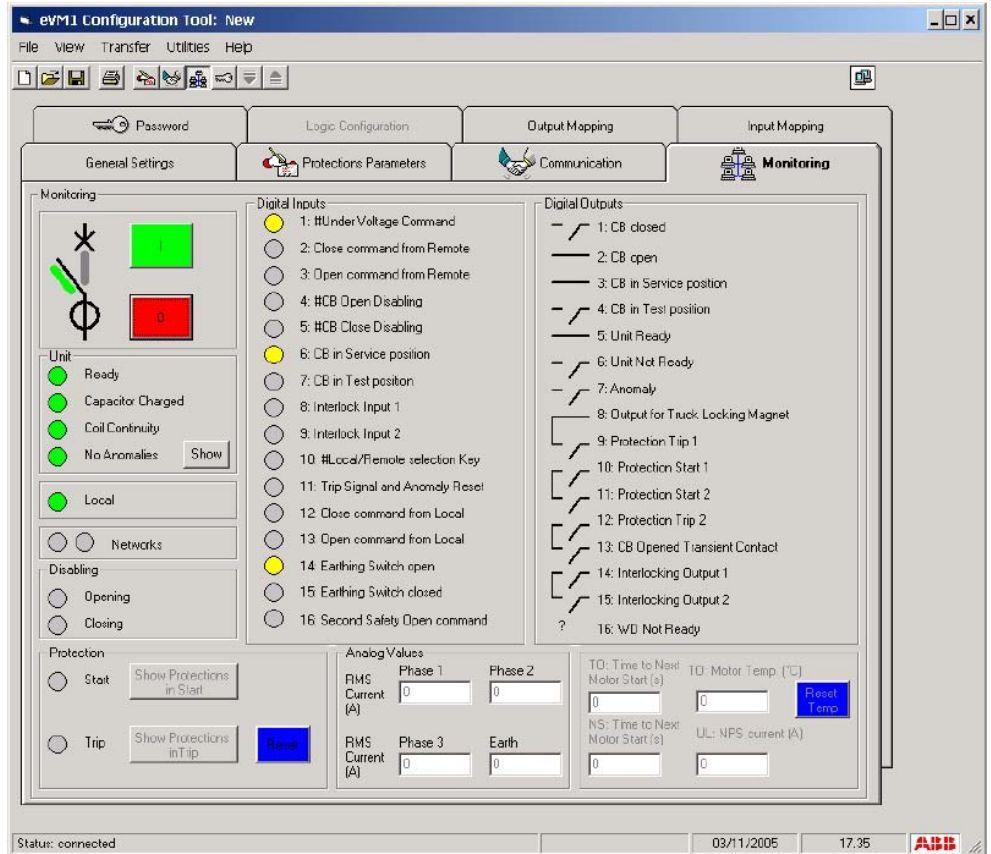 eVM1 Configuration Tool: New
File View Transfer Utilities Help
Password
Logic Configuration
Output Mapping
Input Mapping
General Settings
Protections Parameters
Communication
Monitoring
Monitoring
I
0
Unit
Ready
Capacitor Charged
Coil Continuity
No Anomalies
Show
Local
Networks
Disabling
Opening
Closing
Digital Inputs
1: #Under Voltage Command
2: Close command from Remote
3: Open command from Remote
4: #CB Open Disabling
5: #CB Close Disabling
6: CB in Service position
7: CB in Test position
8: Interlock Input 1
9: Interlock Input 2
10: #Local/Remote selection Key
11: Trip Signal and Anomaly Reset
12: Close command from Local
13: Open command from Local
14: Earthing Switch open
15: Earthing Switch closed
16: Second Safety Open command
Digital Outputs
1: CB closed
2: CB open
3: CB in Service position
4: CB in Test position
5: Unit Ready
6: Unit Not Ready
7: Anomaly
8: Output for Truck Locking Magnet
9: Protection Trip 1
10: Protection Start 1
11: Protection Start 2
12: Protection Trip 2
13: CB Opened Transient Contact
14: Interlocking Output 1
15: Interlocking Output 2
?
16: WD Not Ready
Protection
Start
Show Protections
in Start
Trip
Show Protections
inTrip
Reset
Analog Values
RMS
Current
(A)
Phase 1
0
Phase 2
0
RMS
Current
(A)
Phase 3
0
Earth
0
TO: Time to Next
Motor Start (s)
0
TO: Motor Temp. (°C)
0
Reset
Temp
NS: Time to Next
Motor Start (s)
0
UL: NPS current (A)
0
Status: connected
03/11/2005
17.35
ABB